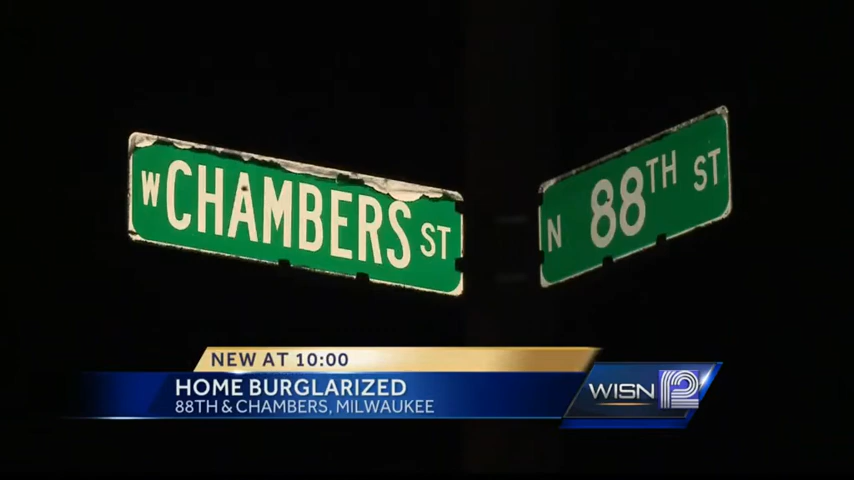 W CHAMBERS ST
N 88TH ST
NEW AT 10:00
HOME BURGLARIZED
88TH & CHAMBERS, MILWAUKEE
WISN 12